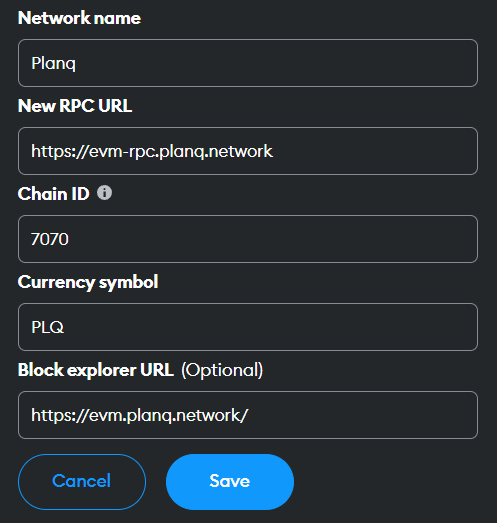 Network name
Planq
New RPC URL
https://evm-rpc.planq.network
Chain ID
7070
Currency symbol
PLQ
Block explorer URL (Optional)
https://evm.planq.network/
Cancel Save